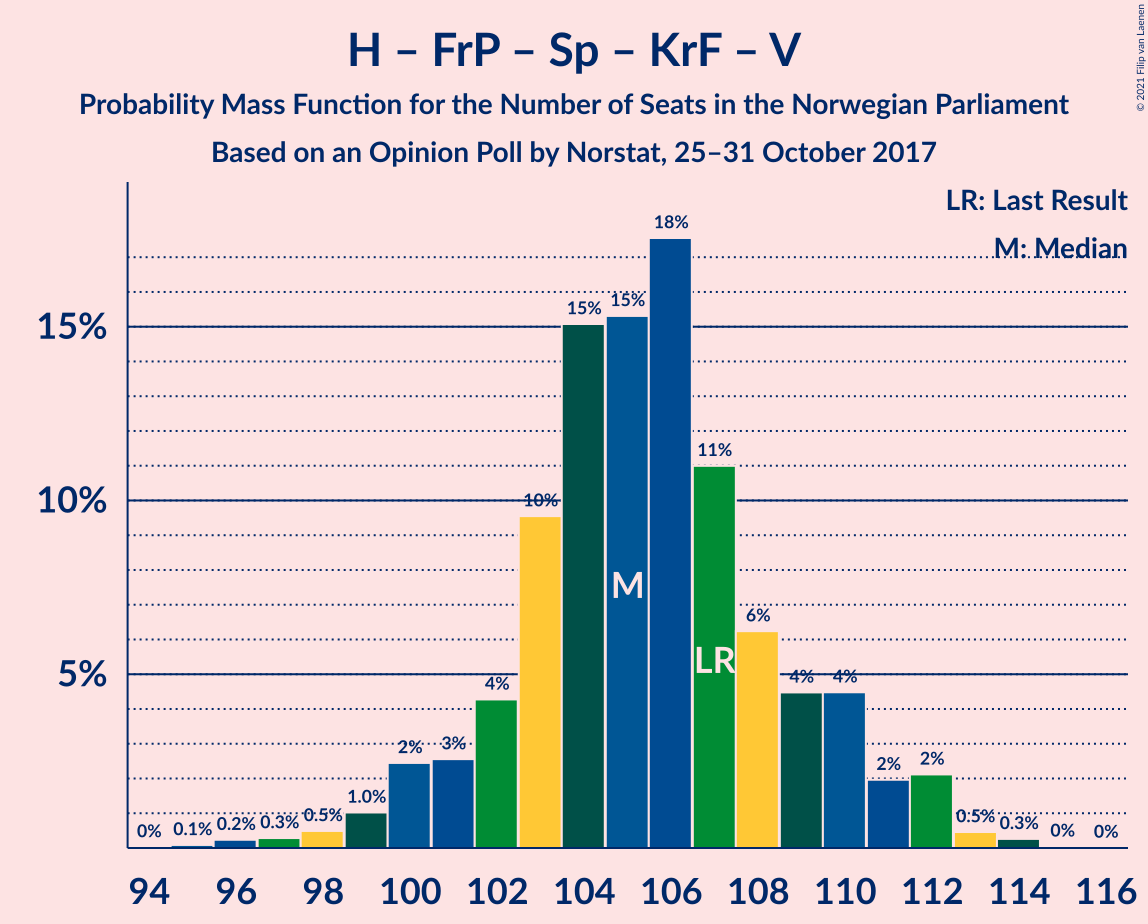 H – FrP – Sp – KrF – V
Probability Mass Function for the Number of Seats in the Norwegian Parliament
Based on an Opinion Poll by Norstat, 25–31 October 2017
© 2021 Filip van Laenen
LR: Last Result
M: Median
15%
10%
5%
0%
0.1%
0.2%
0.3%
0.5%
1.0%
2%
3%
4%
10%
15%
15%
18%
11%
6%
4%
4%
2%
2%
0.5%
0.3%
0%
0%
M
LR
94 96 98 100 102 104 106 108 110 112 114 116